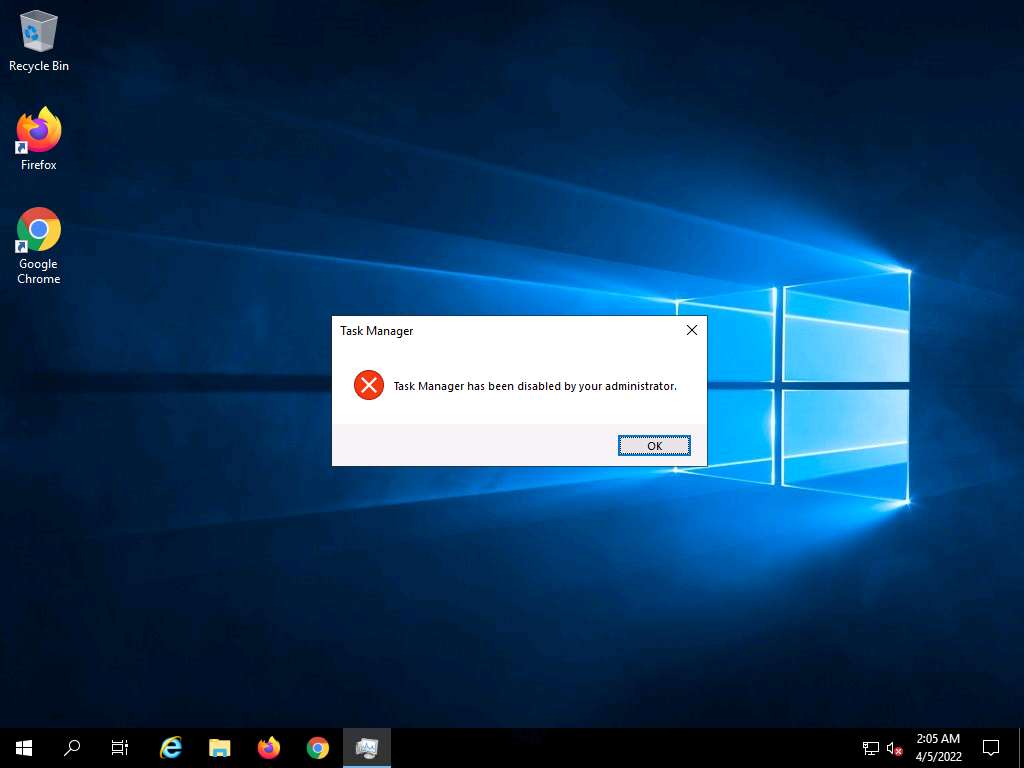 Recycle Bin
Firefox
Google
Chrome
Task Manager
Task Manager has been disabled by your administrator.
OK
2:05 AM
4/5/2022